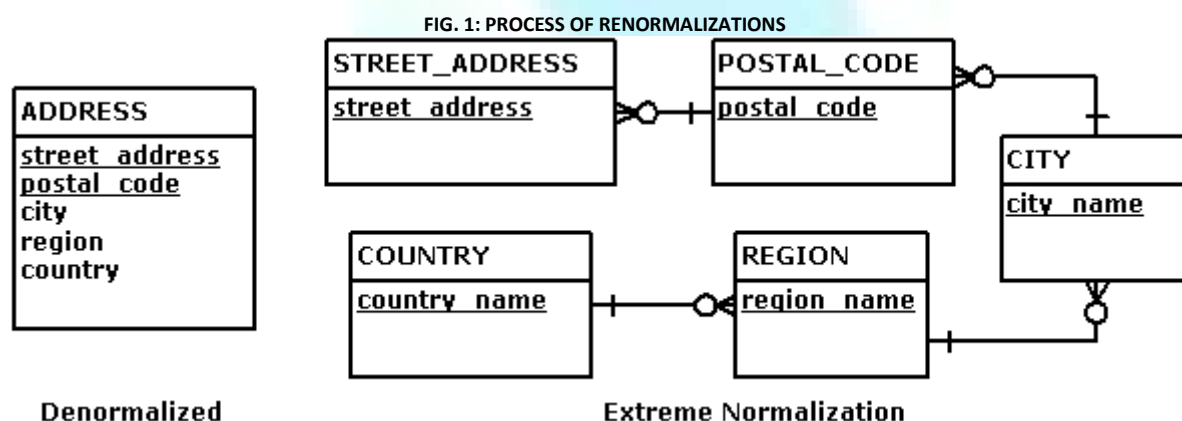 FIG. 1: PROCESS OF RENORMALIZATIONS
ADDRESS
street_address
postal_code
city
region
country
Denormalized
STREET_ADDRESS
street_address
POSTAL_CODE
postal_code
CITY
city_name
COUNTRY
country_name
REGION
region_name
Extreme Normalization